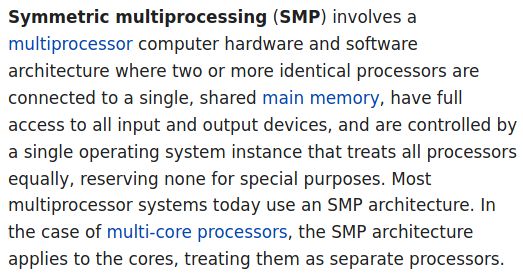 Symmetric multiprocessing (SMP) involves a
multiprocessor computer hardware and software
architecture where two or more identical processors are
connected to a single, shared main memory, have full
access to all input and output devices, and are controlled by
a single operating system instance that treats all processors
equally, reserving none for special purposes. Most
multiprocessor systems today use an SMP architecture. In
the case of multi-core processors, the SMP architecture
applies to the cores, treating them as separate processors.